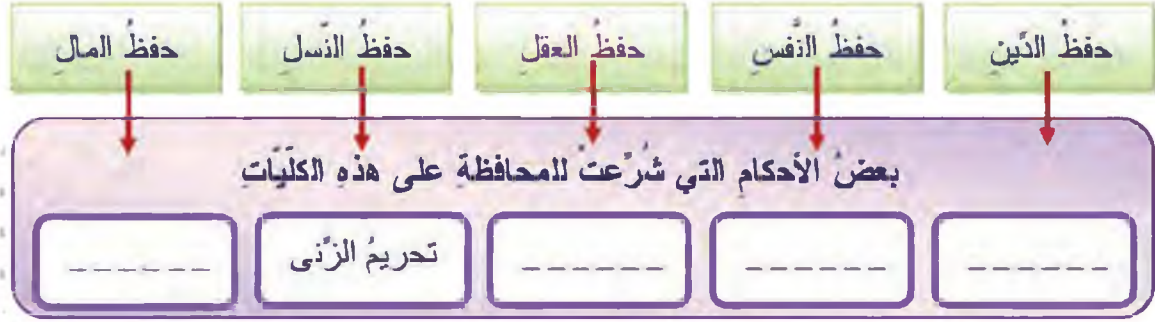 حفظُ الدِّينِ
حفظُ النَّفسِ
حفظُ العقلِ
حفظُ النّسلِ
حفظُ المالِ
بعضُ الأحكامِ التي شُرِّعتْ للمحافظةِ على هذهِ الكلّيّاتِ
------
------
------
تحريمُ الزّنى
------